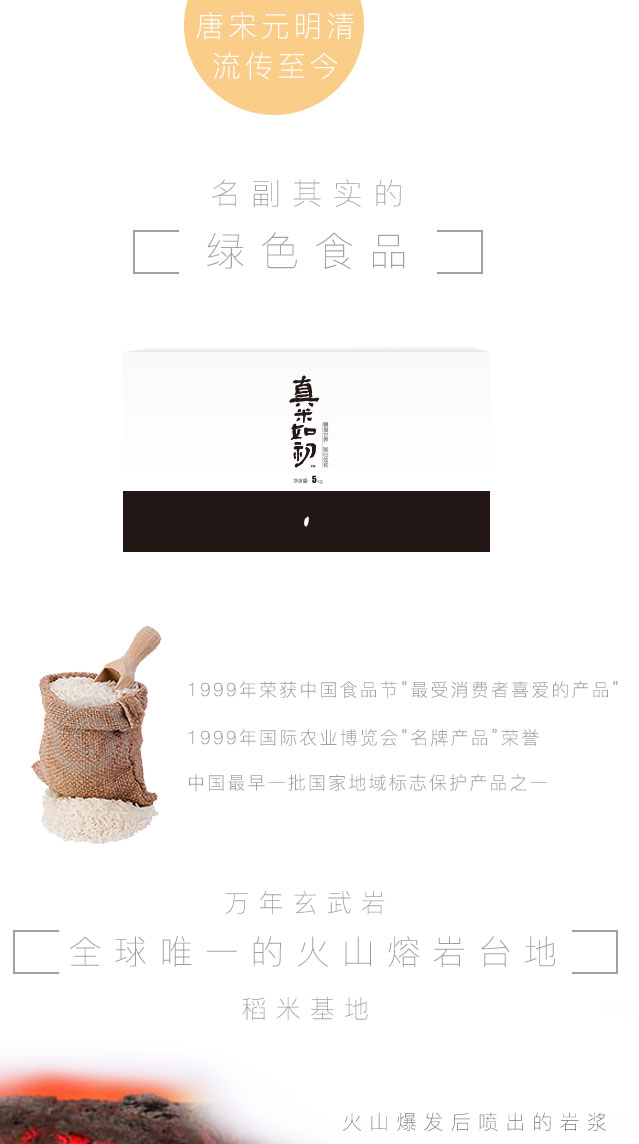 唐宋元明清
流传至今
名副其实的
绿色食品
真米如初
净含量: 5kg
1999年荣获中国食品节“最受消费者喜爱的产品”
1999年国际农业博览会“名牌产品”荣誉
中国最早一批国家地域标志保护产品之一
万年玄武岩
全球唯一的火山熔岩台地
稻米基地
火山爆发后喷出的岩浆